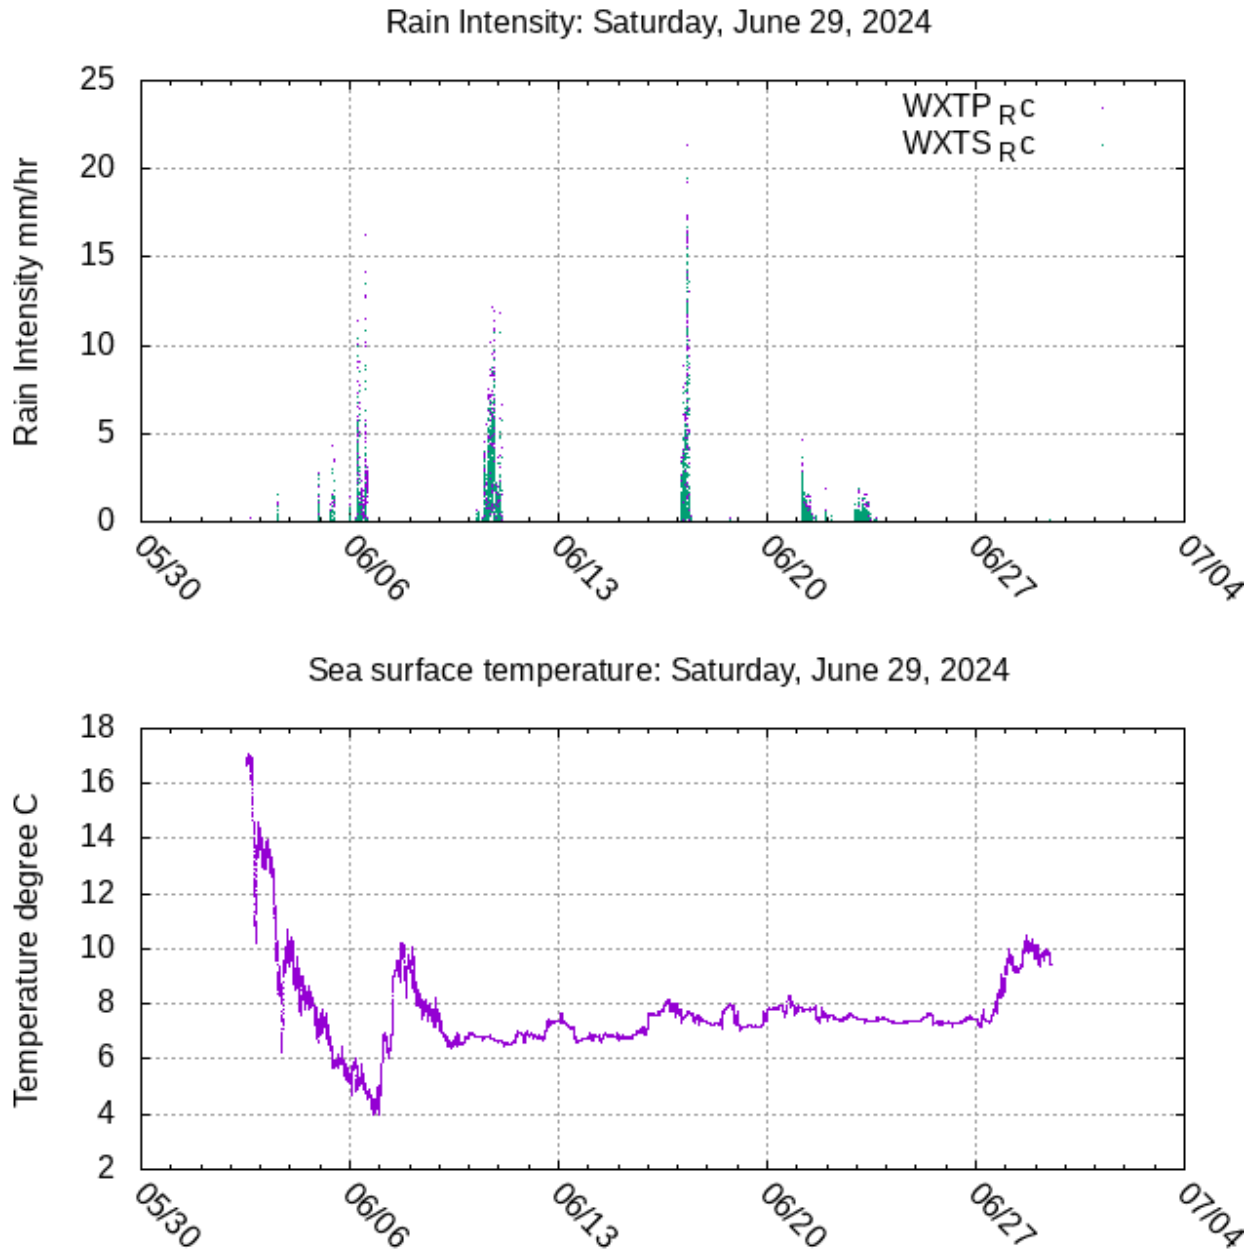 Rain Intensity: Saturday, June 29, 2024
Rain Intensity mm/hr
25
20
15
10
5
0
WXTP R c
WXTS R c
05/30 06/06 06/13 06/20 06/27 07/04
Sea surface temperature: Saturday, June 29, 2024
Temperature degree C
18
16
14
12
10
8
6
4
2
05/30 06/06 06/13 06/20 06/27 07/04